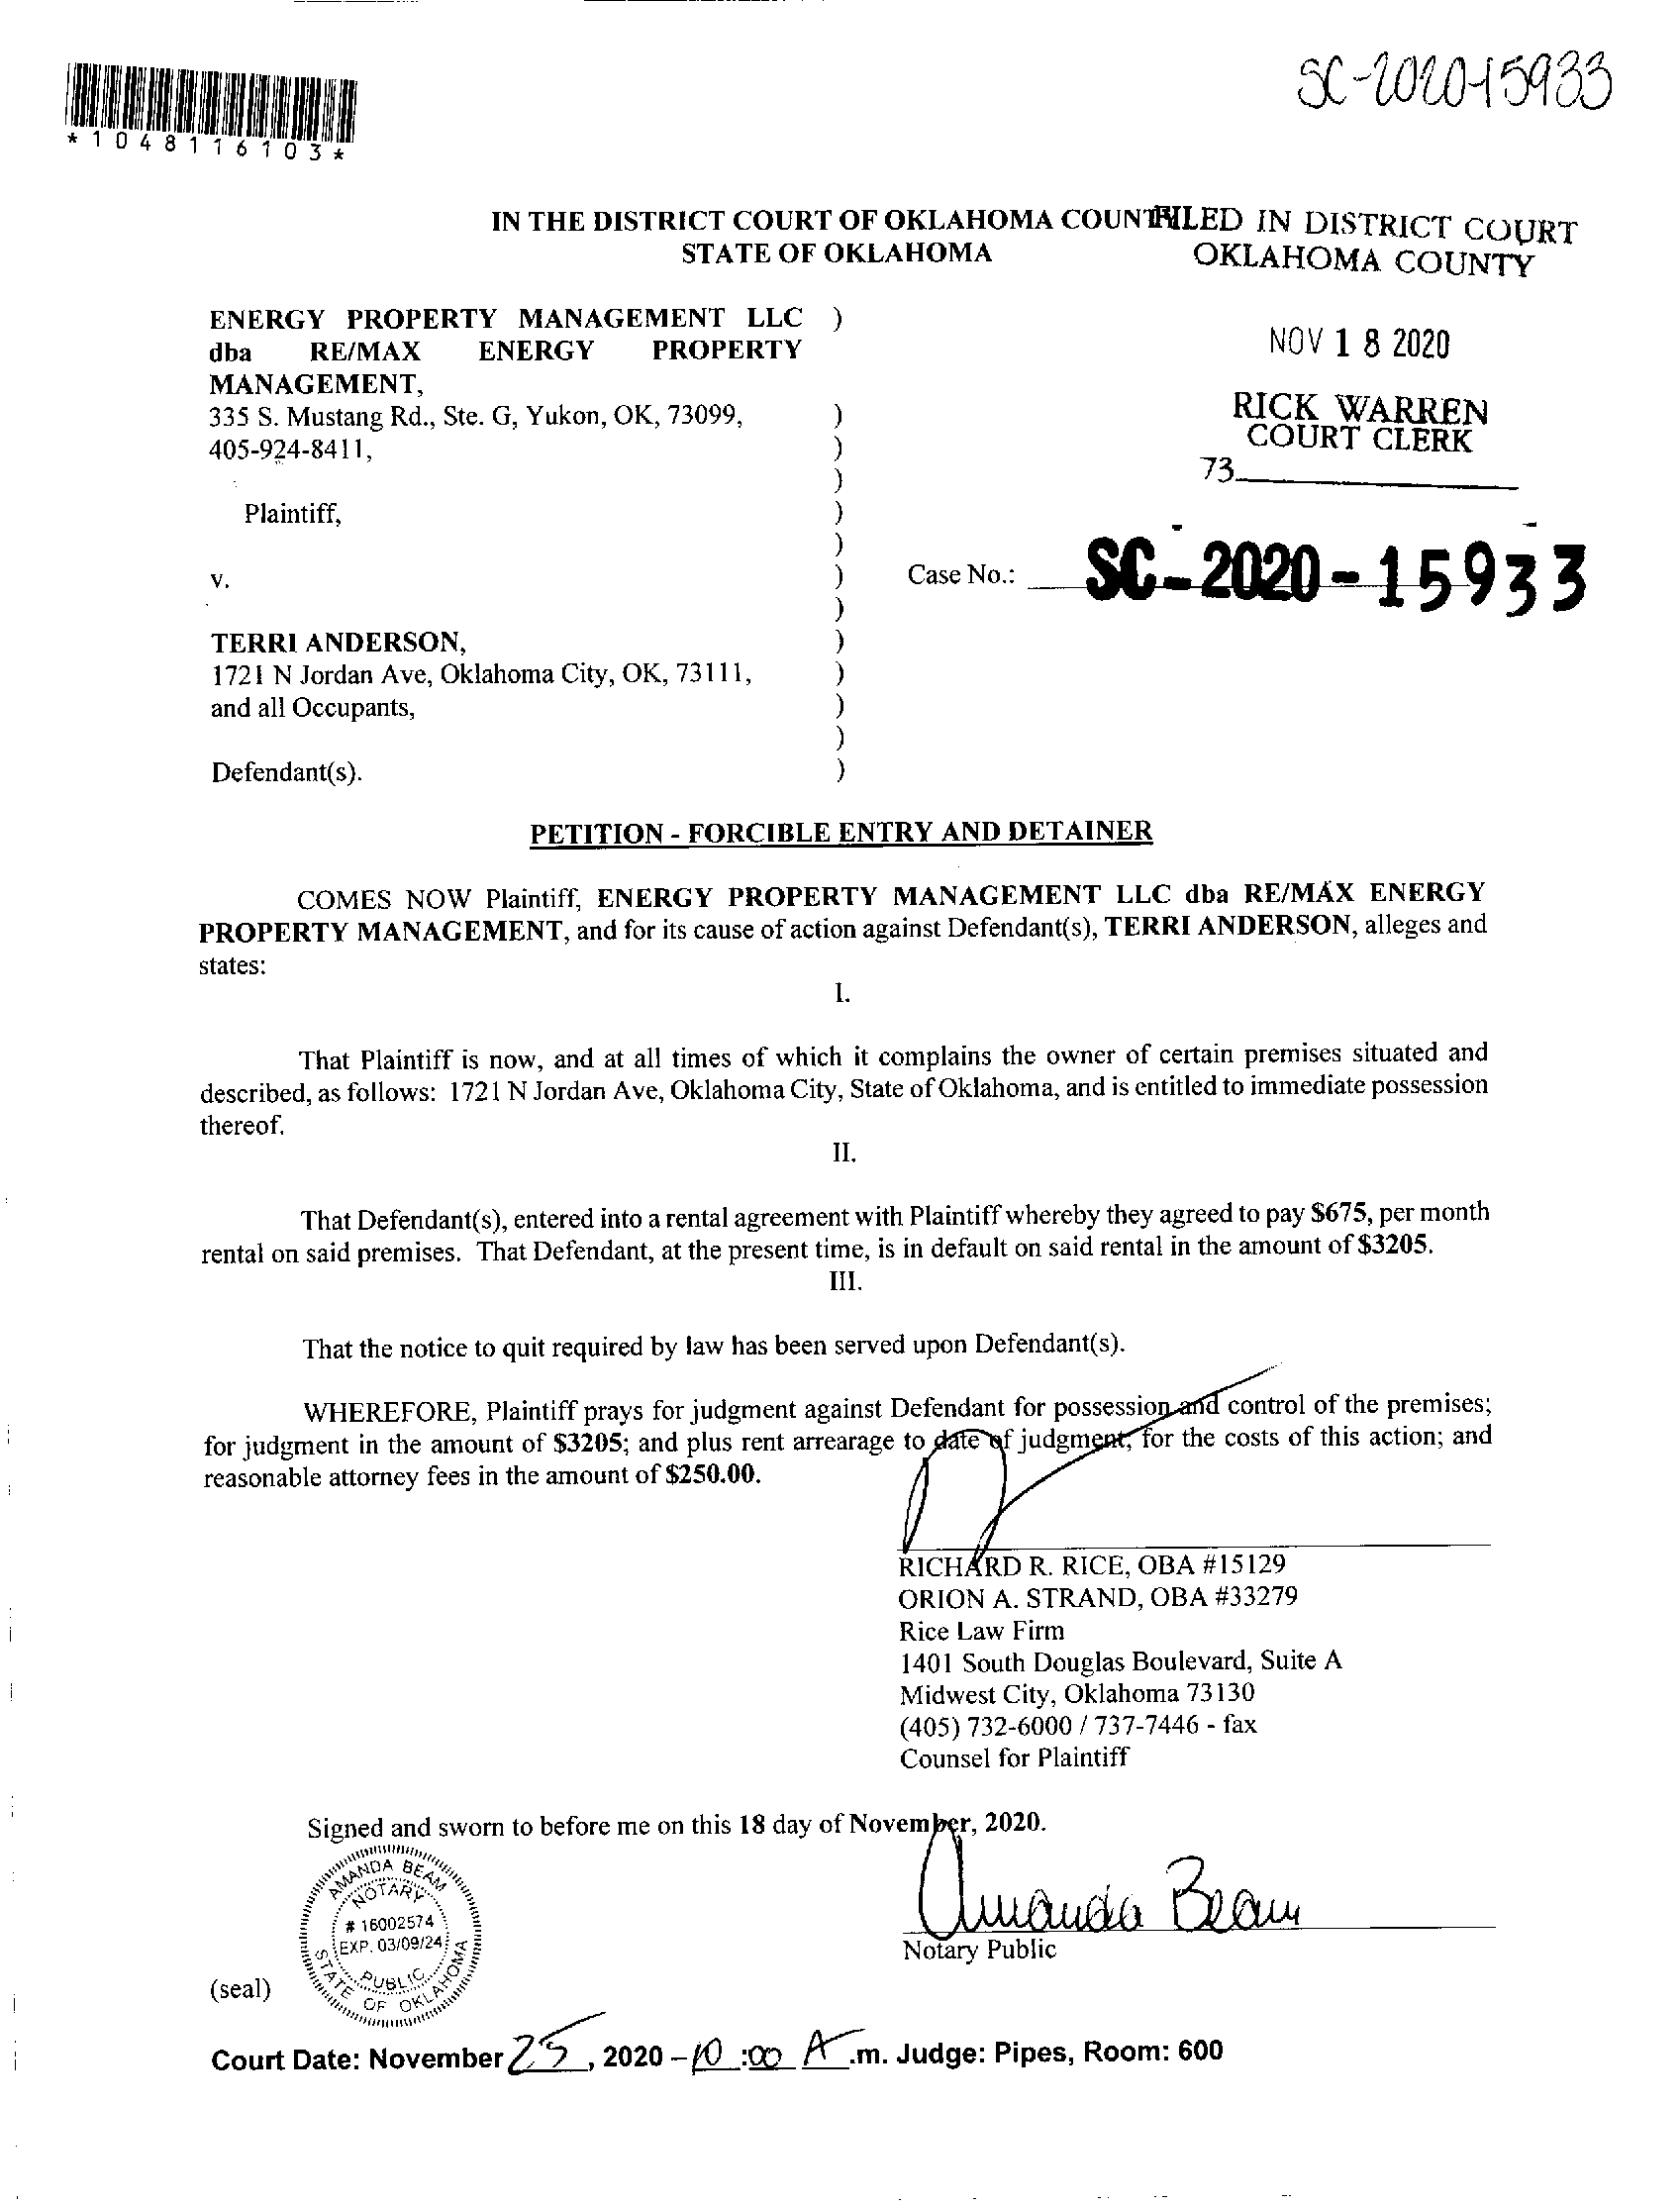 SC-2020-15933
*1048116103*
IN THE DISTRICT COURT OF OKLAHOMA COUNT
STATE OF OKLAHOMA
FILED IN DISTRICT COURT
OKLAHOMA COUNTY
NOV 18 2020
RICK WARREN
COURT CLERK
73
ENERGY PROPERTY MANAGEMENT LLC )
dba RE/MAX ENERGY PROPERTY
MANAGEMENT,
335 S. Mustang Rd., Ste. G, Yukon, OK, 73099, )
405-924-8411, )
)
Plaintiff, )
)
v. ) Case No.: SC-2020-15933
)
TERRI ANDERSON, )
1721 N Jordan Ave, Oklahoma City, OK, 73111, )
and all Occupants, )
)
Defendant(s). )
PETITION - FORCIBLE ENTRY AND DETAINER
COMES NOW Plaintiff, ENERGY PROPERTY MANAGEMENT LLC dba RE/MAX ENERGY
PROPERTY MANAGEMENT, and for its cause of action against Defendant(s), TERRI ANDERSON, alleges and
states:
I.
That Plaintiff is now, and at all times of which it complains the owner of certain premises situated and
described, as follows: 1721 N Jordan Ave, Oklahoma City, State of Oklahoma, and is entitled to immediate possession
thereof.
II.
That Defendant(s), entered into a rental agreement with Plaintiff whereby they agreed to pay $675, per month
rental on said premises. That Defendant, at the present time, is in default on said rental in the amount of $3205.
III.
That the notice to quit required by law has been served upon Defendant(s).
WHEREFORE, Plaintiff prays for judgment against Defendant for possession and control of the premises;
for judgment in the amount of $3205; and plus rent arrearage to date of judgment, for the costs of this action; and
reasonable attorney fees in the amount of $250.00.
RICHARD R. RICE, OBA #15129
ORION A. STRAND, OBA #33279
Rice Law Firm
1401 South Douglas Boulevard, Suite A
Midwest City, Oklahoma 73130
(405) 732-6000 / 737-7446 - fax
Counsel for Plaintiff
Signed and sworn to before me on this 18 day of November, 2020.
AMANDA BEAM
NOTARY
# 16002574
EXP. 03/09/24
PUBLIC
STATE OF OKLAHOMA
Amanda Beam
Notary Public
(seal)
Court Date: November 25, 2020 - 10:00 A.m. Judge: Pipes, Room: 600